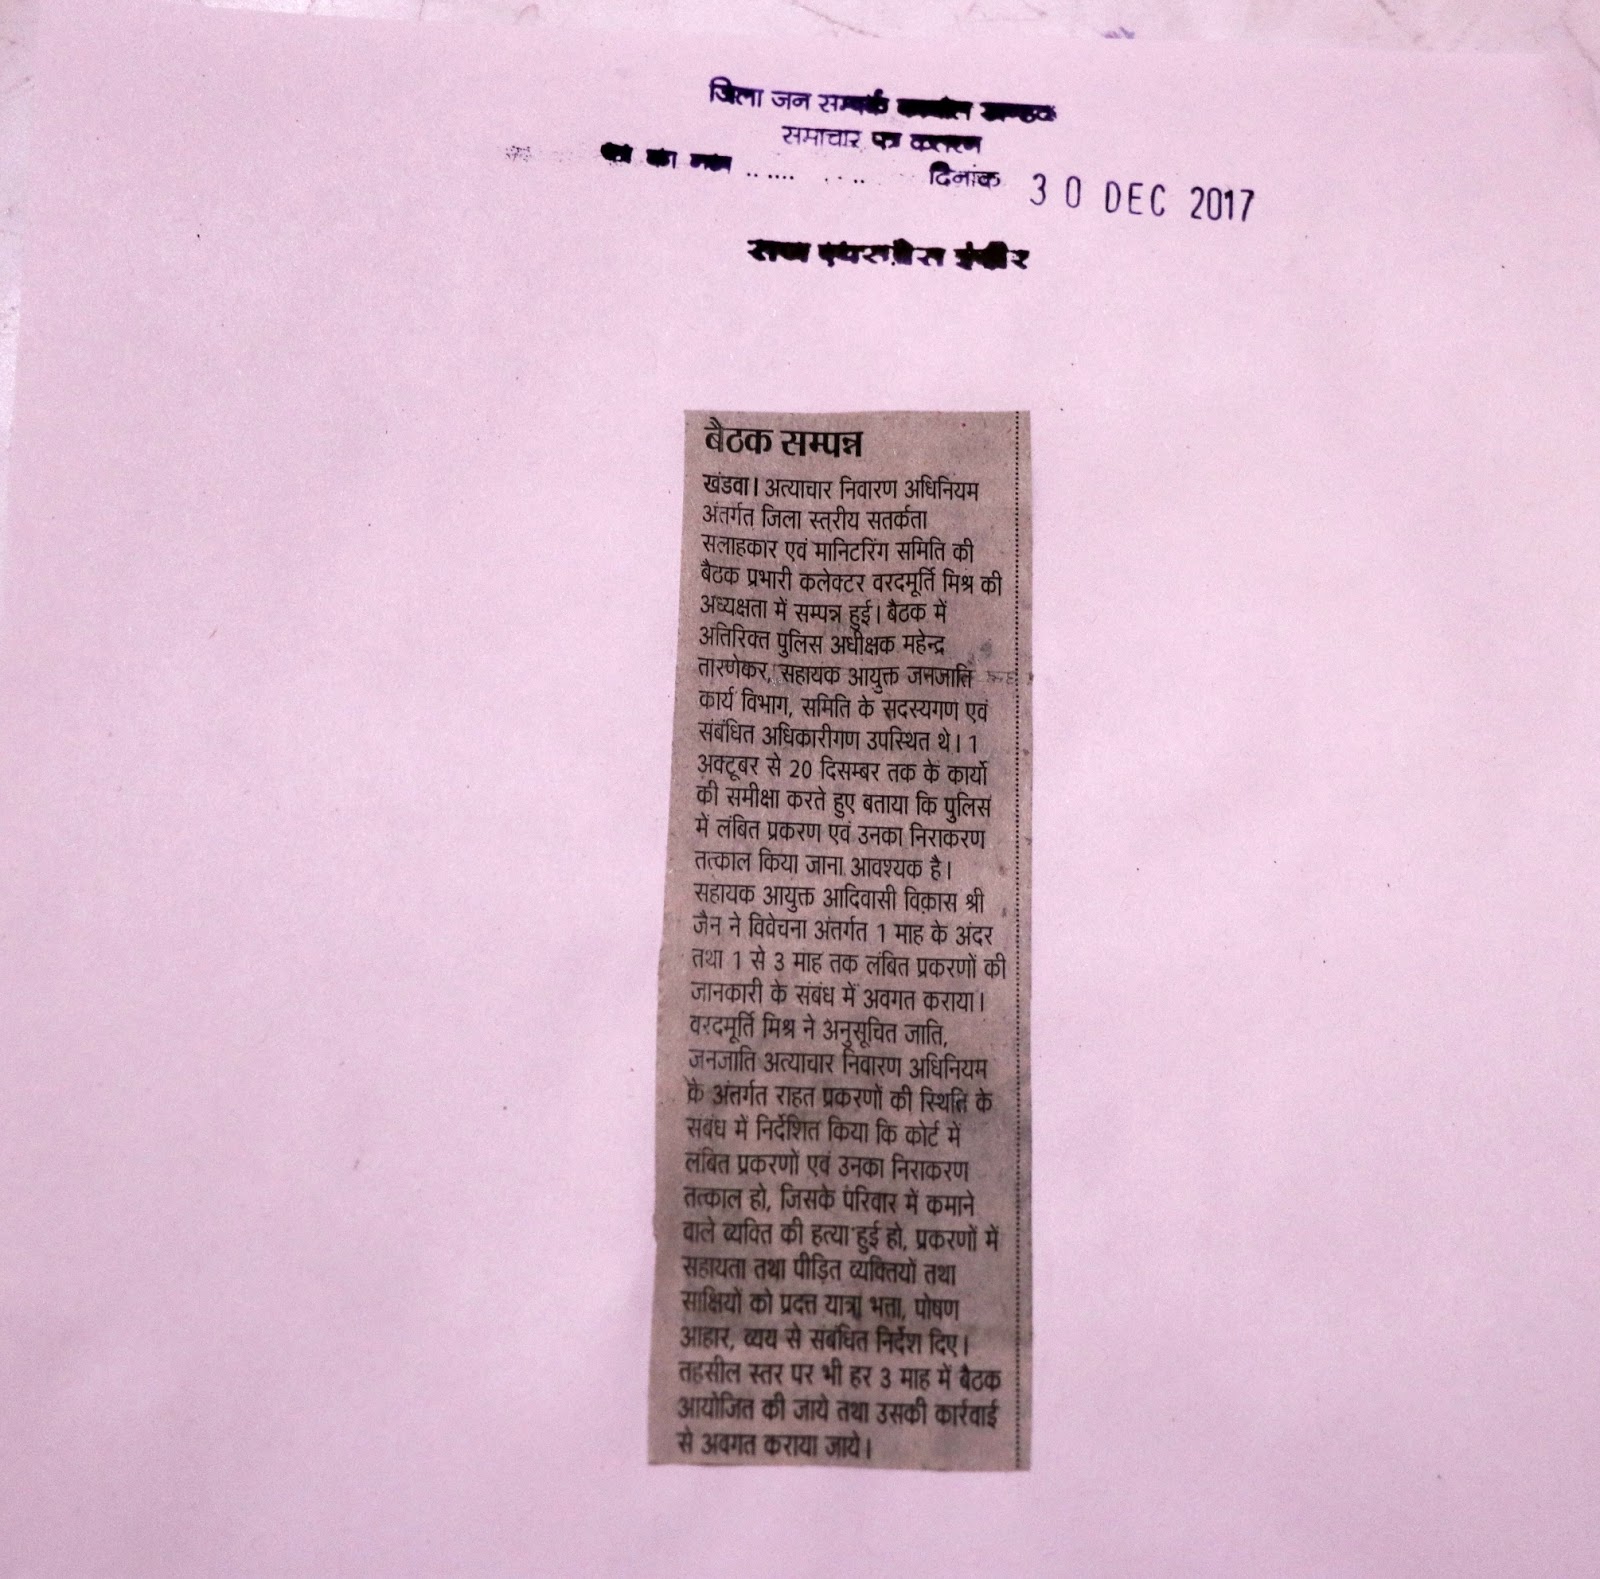 जिला जन सम्पर्क
समाचार पत्र कतरन
दिनांक 30 DEC 2017
बैठक सम्पन्न
खंडवा। अत्याचार निवारण अधिनियम
अंतर्गत जिला स्तरीय सतर्कता
सलाहकार एवं मानिटरिंग समिति की
बैठक प्रभारी कलेक्टर वरदमूर्ति मिश्र की
अध्यक्षता में सम्पन्न हुई। बैठक में
अतिरिक्त पुलिस अधीक्षक महेन्द्र
तारणेकर, सहायक आयुक्त जनजाति
कार्य विभाग, समिति के सदस्यगण एवं
संबंधित अधिकारीगण उपस्थित थे। 1
अक्टूबर से 20 दिसम्बर तक के कार्यो
की समीक्षा करते हुए बताया कि पुलिस
में लंबित प्रकरण एवं उनका निराकरण
तत्काल किया जाना आवश्यक है।
सहायक आयुक्त आदिवासी विकास श्री
जैन ने विवेचना अंतर्गत 1 माह के अंदर
तथा 1 से 3 माह तक लंबित प्रकरणों की
जानकारी के संबंध में अवगत कराया।
वरदमूर्ति मिश्र ने अनुसूचित जाति,
जनजाति अत्याचार निवारण अधिनियम
के अंतर्गत राहत प्रकरणों की स्थिति के
संबंध में निर्देशित किया कि कोर्ट में
लंबित प्रकरणों एवं उनका निराकरण
तत्काल हो, जिसके परिवार में कमाने
वाले व्यक्ति की हत्या हुई हो, प्रकरणों में
सहायता तथा पीड़ित व्यक्तियों तथा
साक्षियों को प्रदत्त यात्रा भत्ता, पोषण
आहार, व्यय से संबंधित निर्देश दिए।
तहसील स्तर पर भी हर 3 माह में बैठक
आयोजित की जाये तथा उसकी कार्रवाई
से अवगत कराया जाये।